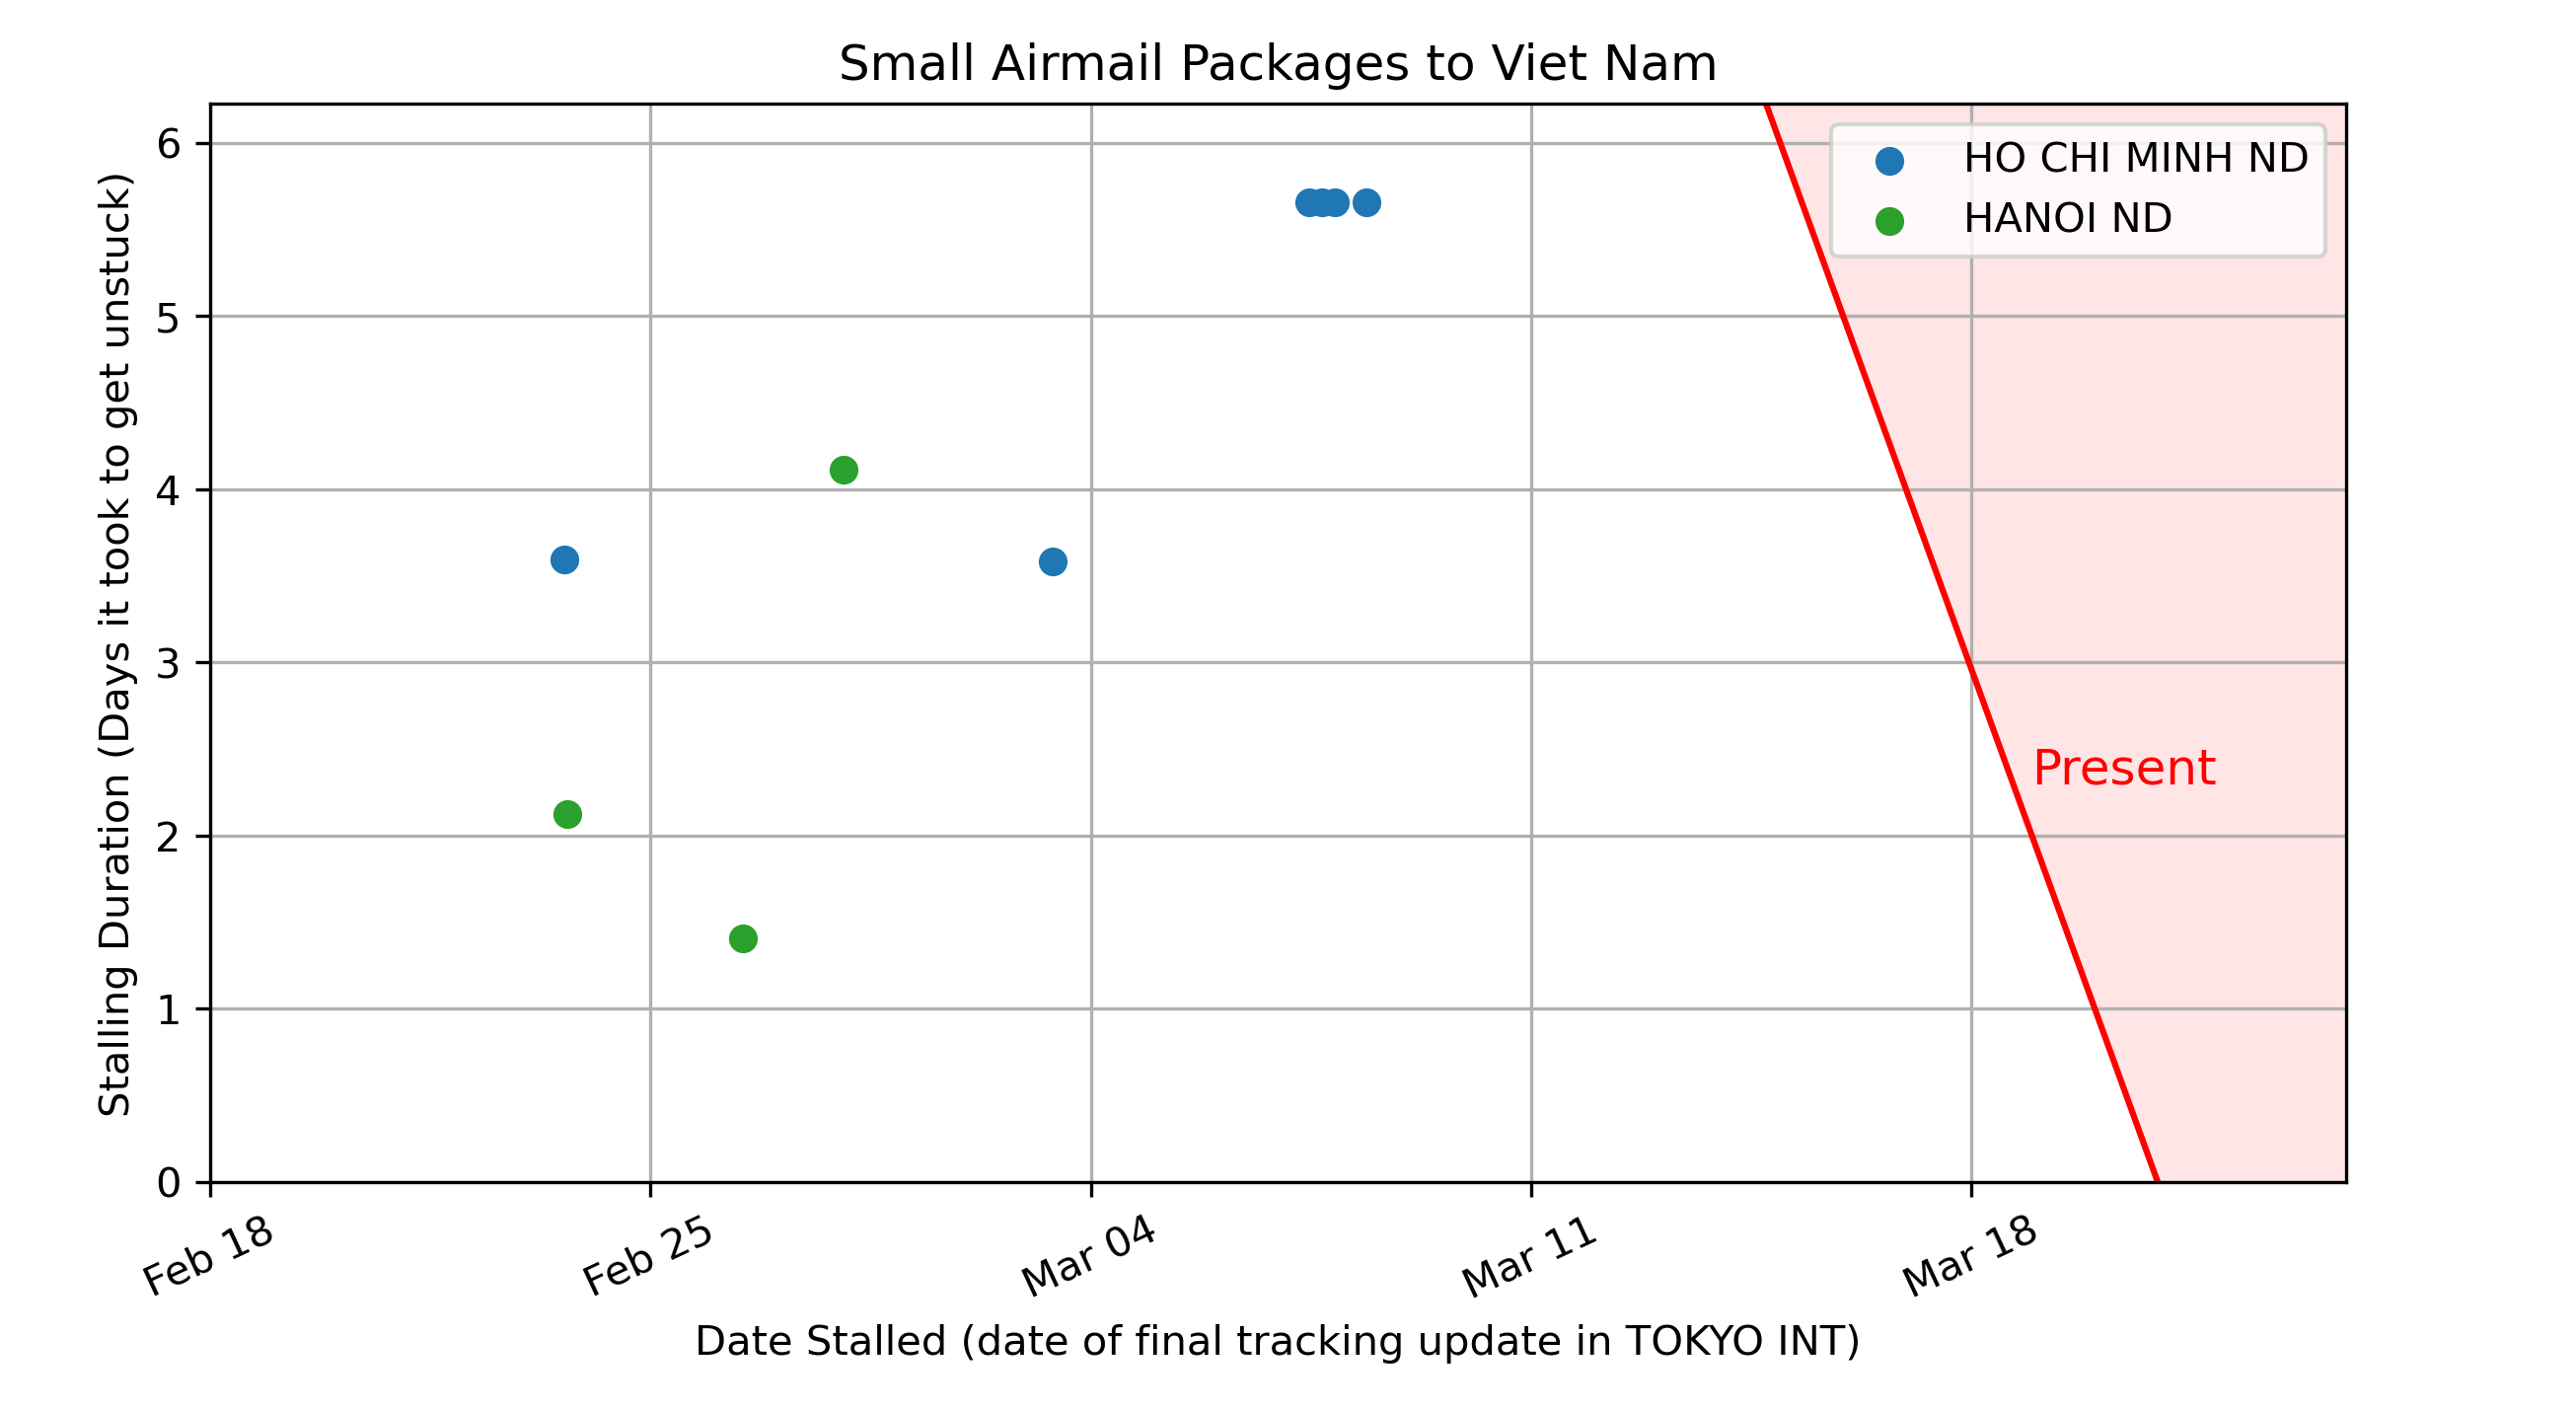 Small Airmail Packages to Viet Nam
Stalling Duration (Days it took to get unstuck)
6
5
4
3
2
1
0
HO CHI MINH ND
HANOI ND
Present
Feb 18
Feb 25
Mar 04
Mar 11
Mar 18
Date Stalled (date of final tracking update in TOKYO INT)